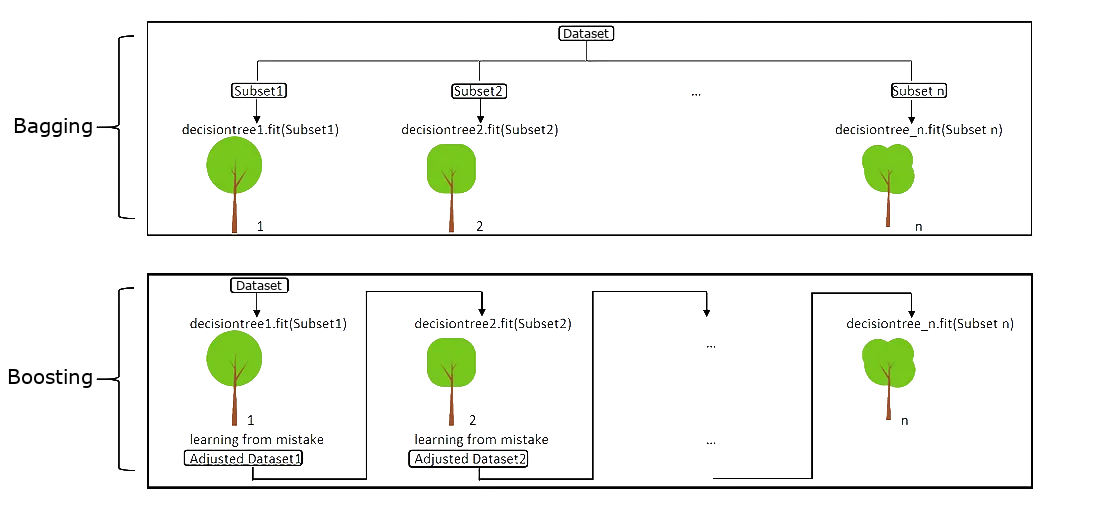 Dataset
Subset1
Subset2
...
Subset n
Bagging
decisiontree1.fit(Subset1)
decisiontree2.fit(Subset2)
decisiontree_n.fit(Subset n)
1
2
n
Dataset
decisiontree1.fit(Subset1)
decisiontree2.fit(Subset2)
decisiontree_n.fit(Subset n)
...
Boosting
1
2
n
learning from mistake
learning from mistake
...
Adjusted Dataset1
Adjusted Dataset2